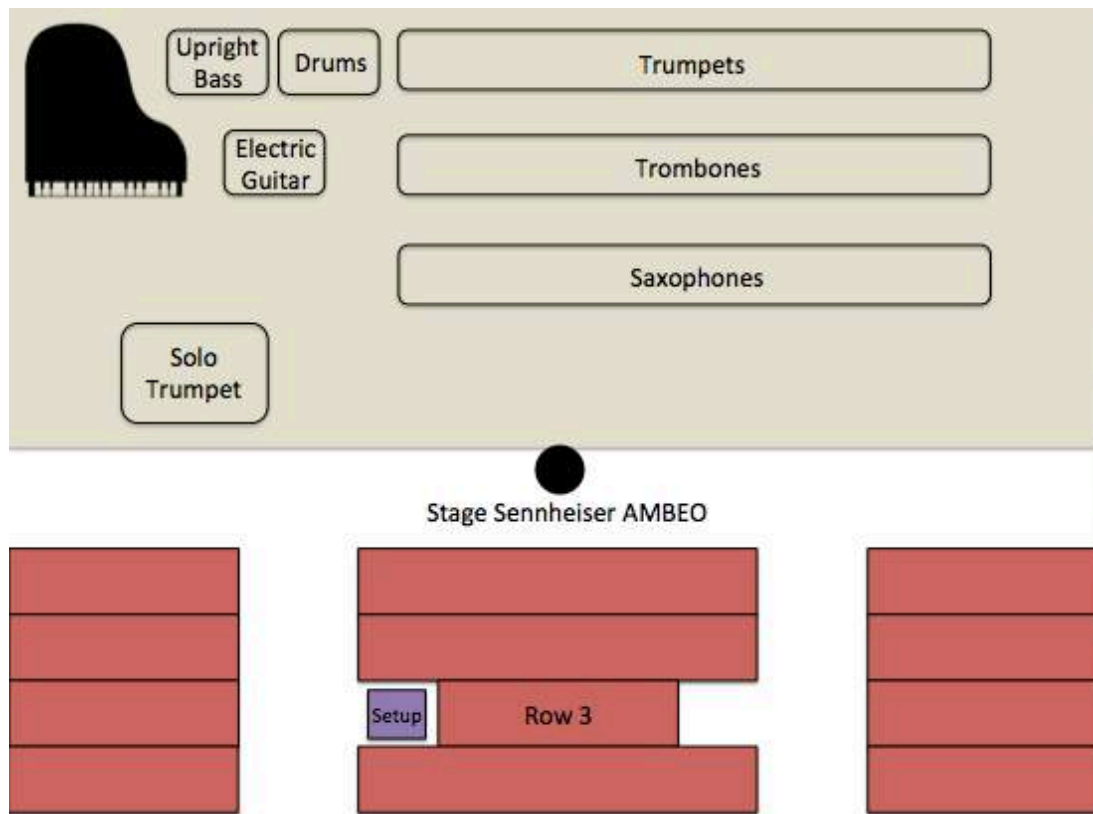 Upright
Bass
Drums
Trumpets
Electric
Guitar
Trombones
Saxophones
Solo
Trumpet
Stage Sennheiser AMBEO
Setup
Row 3